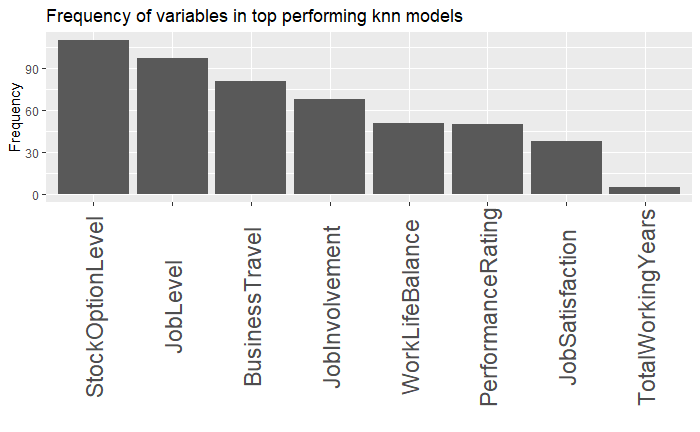 Frequency of variables in top performing knn models
Frequency
90
60
30
0
StockOptionLevel
JobLevel
BusinessTravel
JobInvolvement
WorkLifeBalance
PerformanceRating
JobSatisfaction
TotalWorkingYears